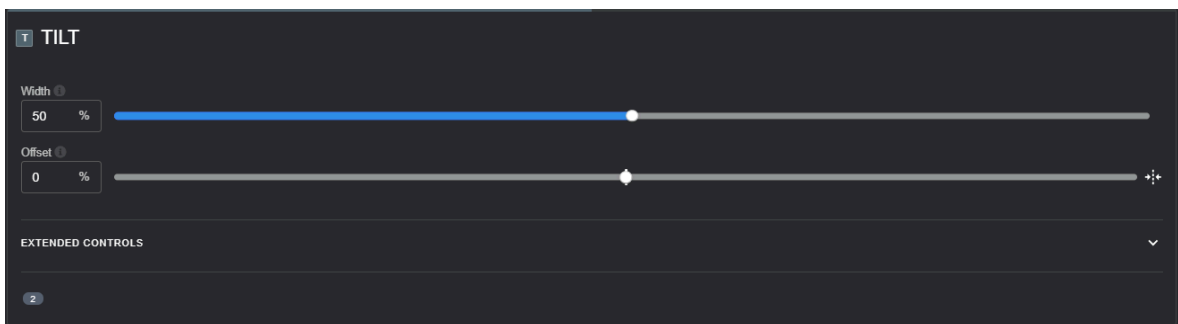 T TILT
Width
50 %
Offset
0 %
EXTENDED CONTROLS
2